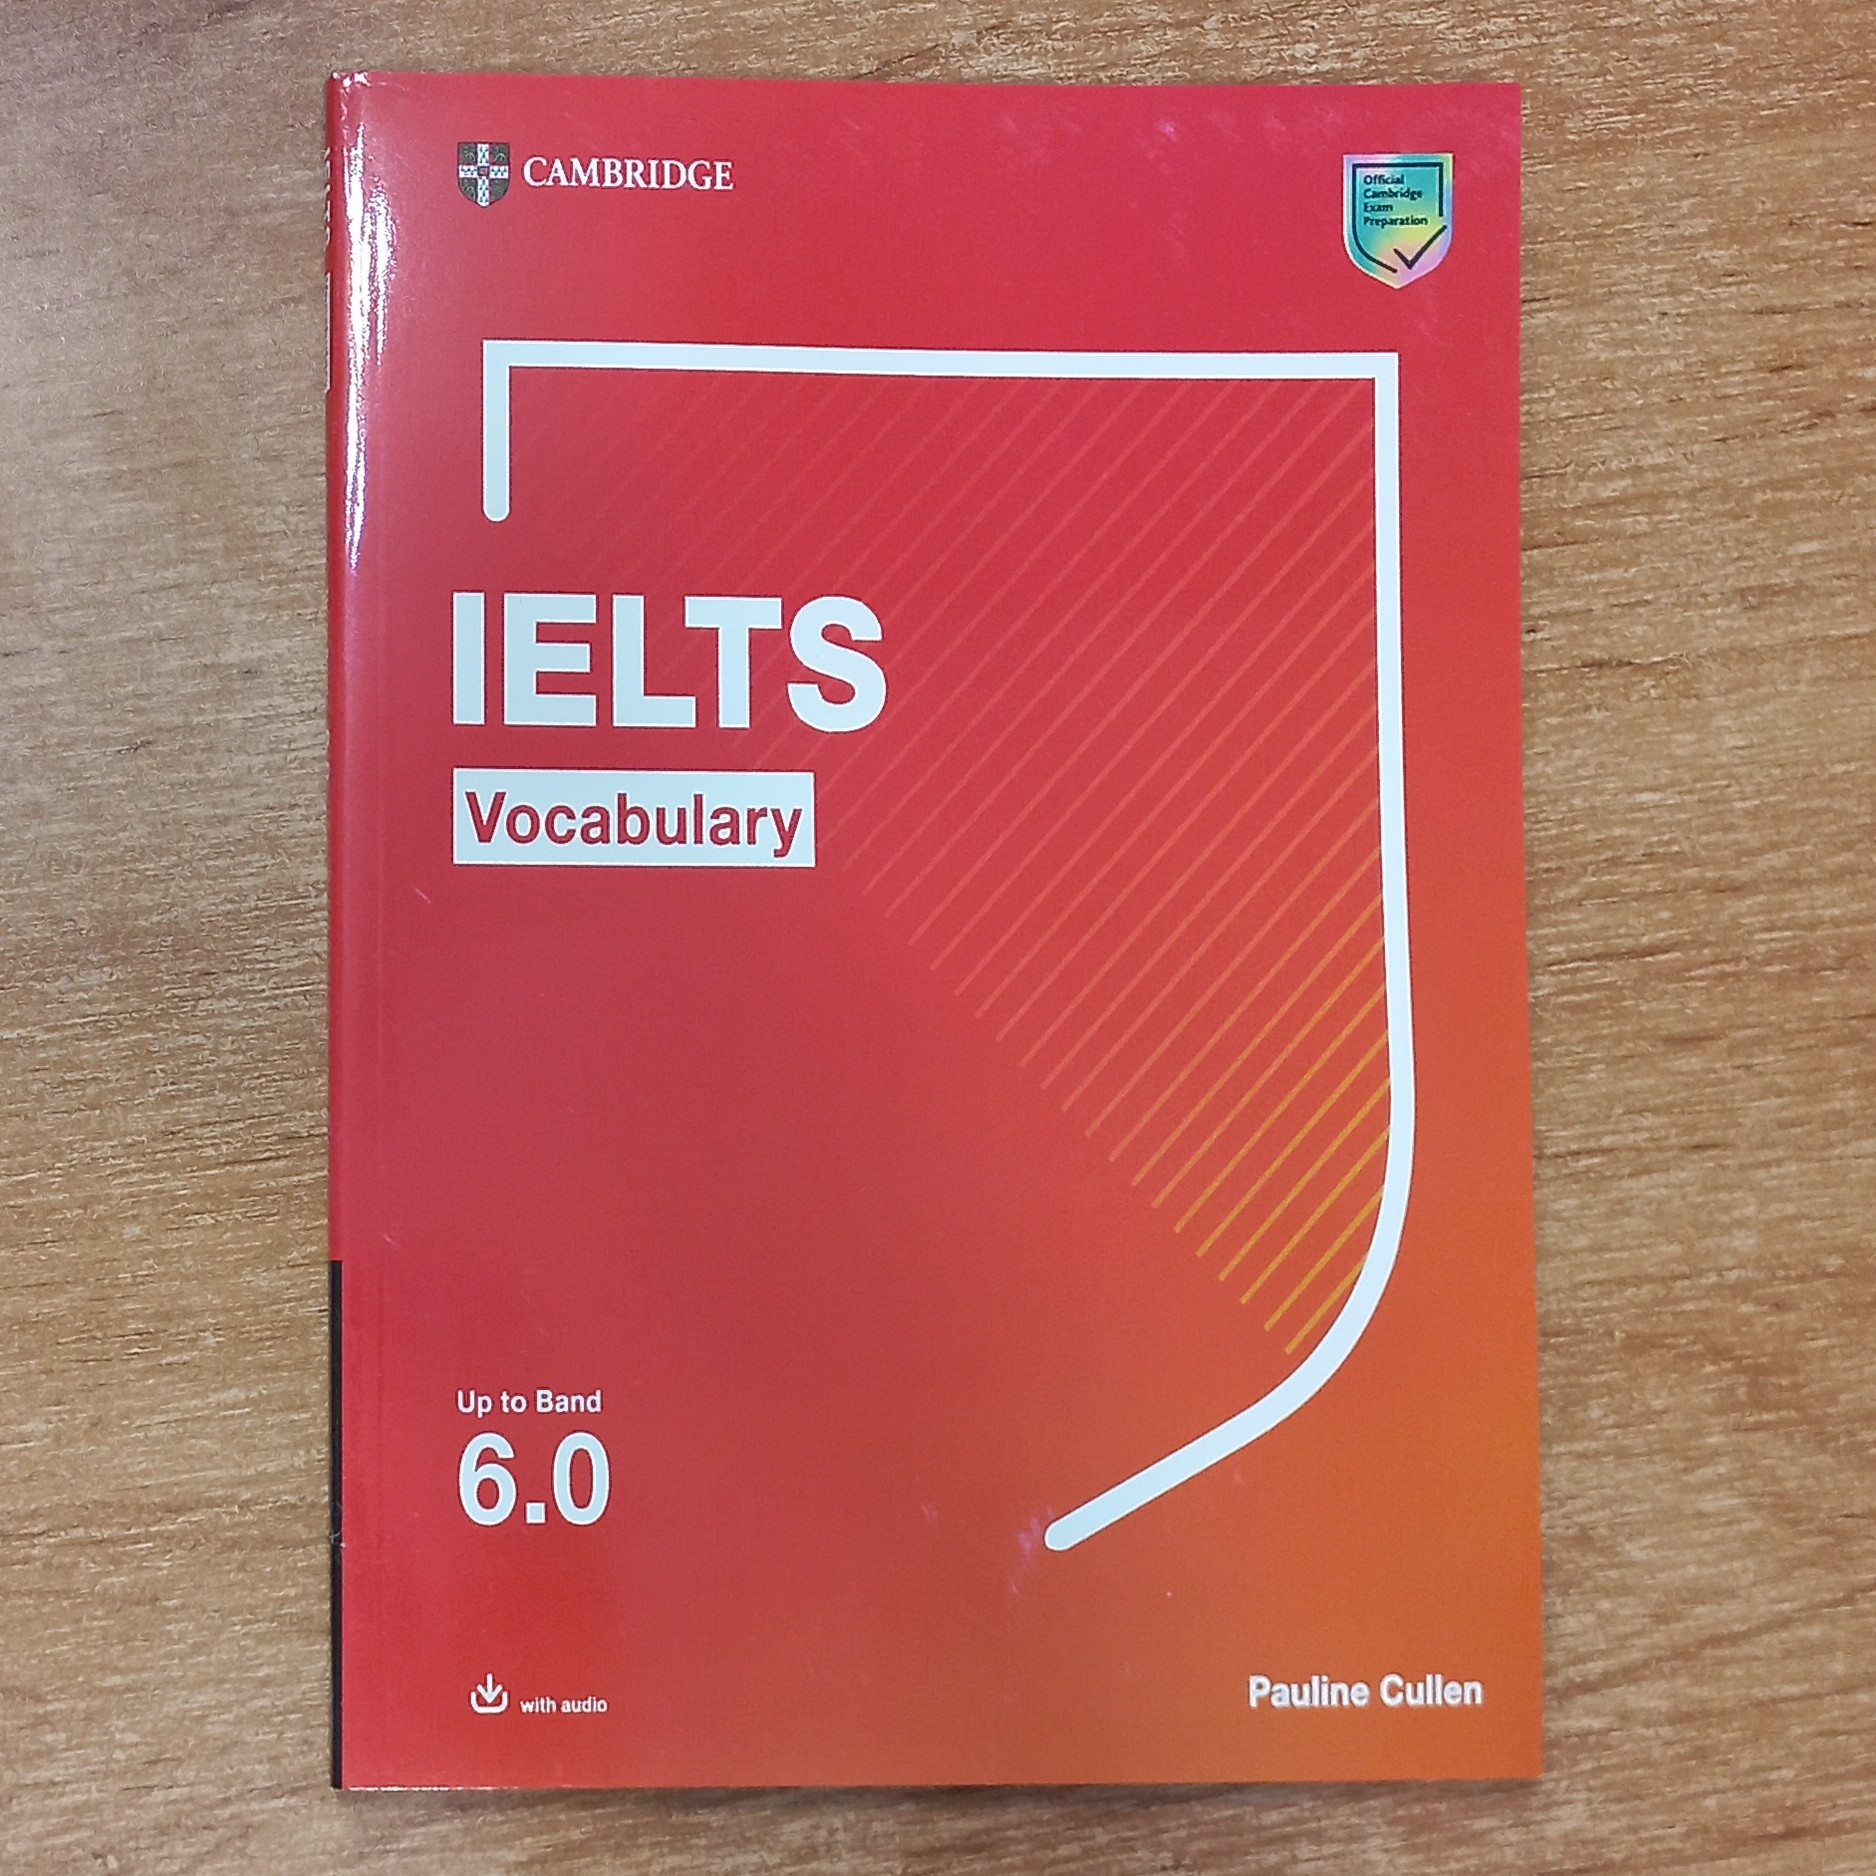 CAMBRIDGE
Official
Cambridge
Exam
Preparation
IELTS
Vocabulary
Up to Band
6.0
with audio
Pauline Cullen